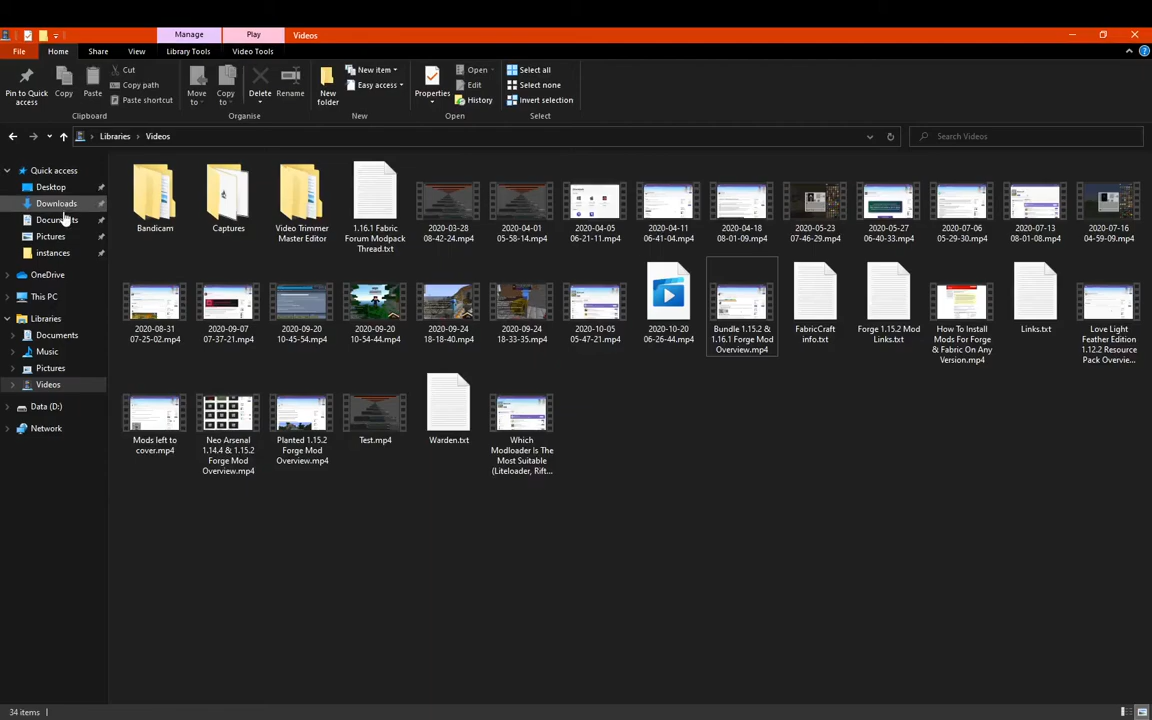 Manage Play Videos
File Home Share View Library Tools Video Tools
Pin to Quick
access
Copy
Paste
Cut
Copy path
Paste shortcut
Clipboard
Move
to
Copy
to
Delete
Rename
Organise
New
folder
New item
Easy access
New
Properties
Open
Edit
History
Open
Select all
Select none
Invert selection
Select
Libraries Videos
Search Videos
Quick access
Desktop
Downloads
Documents
Pictures
instances
OneDrive
This PC
Libraries
Documents
Music
Pictures
Videos
Data (D:)
Network
Bandicam
Captures
Video Trimmer
Master Editor
1.16.1 Fabric
Forum Modpack
Thread.txt
2020-03-28
08-42-24.mp4
2020-04-01
05-58-14.mp4
2020-04-05
06-21-11.mp4
2020-04-11
06-41-04.mp4
2020-04-18
08-01-09.mp4
2020-05-23
07-46-29.mp4
2020-05-27
06-40-33.mp4
2020-07-06
05-29-30.mp4
2020-07-13
08-01-08.mp4
2020-07-16
04-59-09.mp4
2020-08-31
07-25-02.mp4
2020-09-07
07-37-21.mp4
2020-09-20
10-45-54.mp4
2020-09-20
10-54-44.mp4
2020-09-24
18-18-40.mp4
2020-09-24
18-33-35.mp4
2020-10-05
05-47-21.mp4
2020-10-20
06-26-44.mp4
Bundle 1.15.2 &
1.16.1 Forge Mod
Overview.mp4
FabricCraft
info.txt
Forge 1.15.2 Mod
Links.txt
How To Install
Mods For Forge
& Fabric On Any
Version.mp4
Links.txt
Love Light
Feather Edition
1.12.2 Resource
Pack Overvie...
Mods left to
cover.mp4
Neo Arsenal
1.14.4 & 1.15.2
Forge Mod
Overview.mp4
Planted 1.15.2
Forge Mod
Overview.mp4
Test.mp4
Warden.txt
Which
Modloader Is The
Most Suitable
(Liteloader, Rift...
34 items